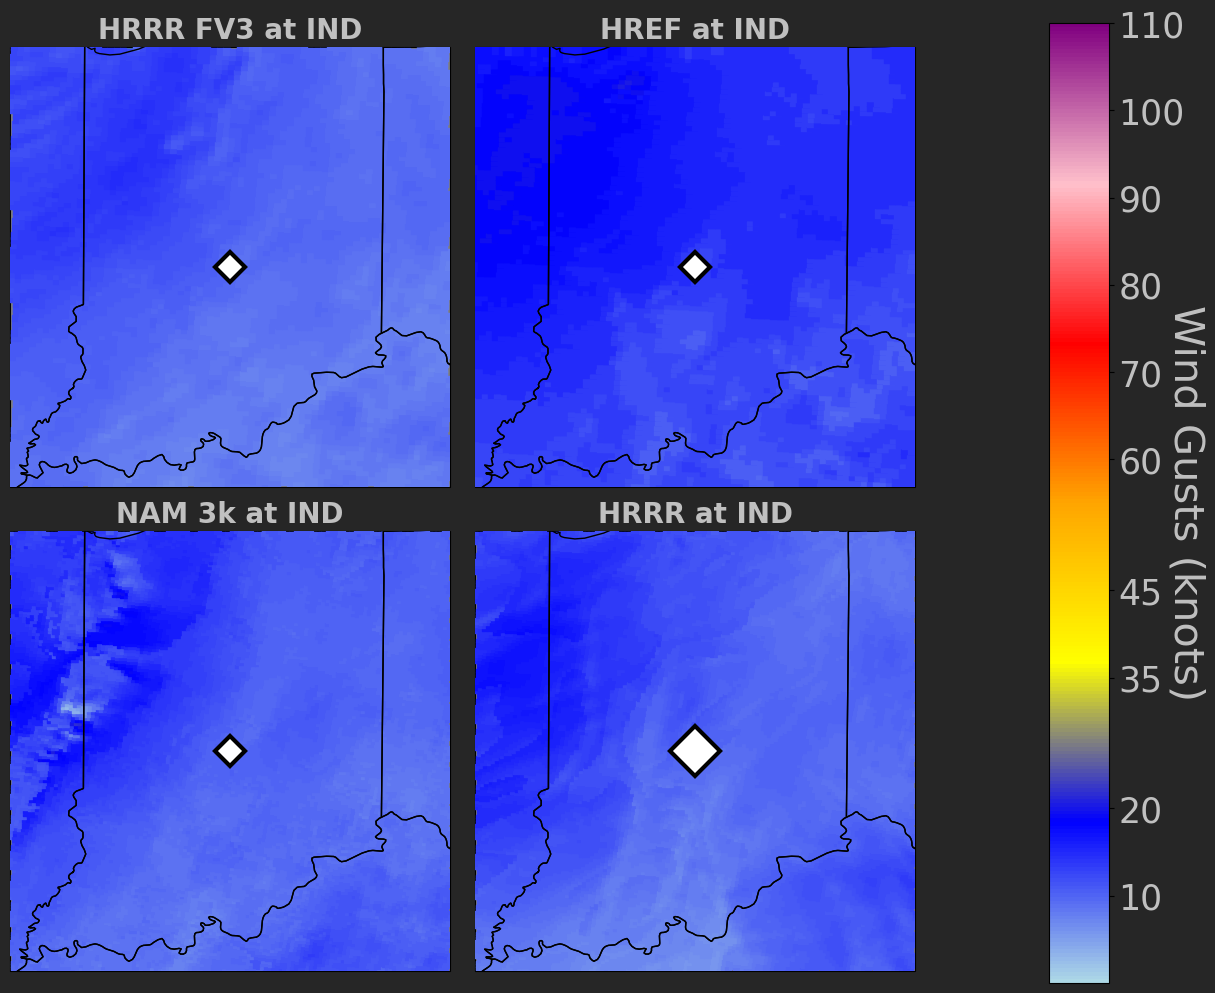 HRRR FV3 at IND
HREF at IND
NAM 3k at IND
HRRR at IND
110
100
90
80
70
60
45
35
20
10
Wind Gusts (knots)